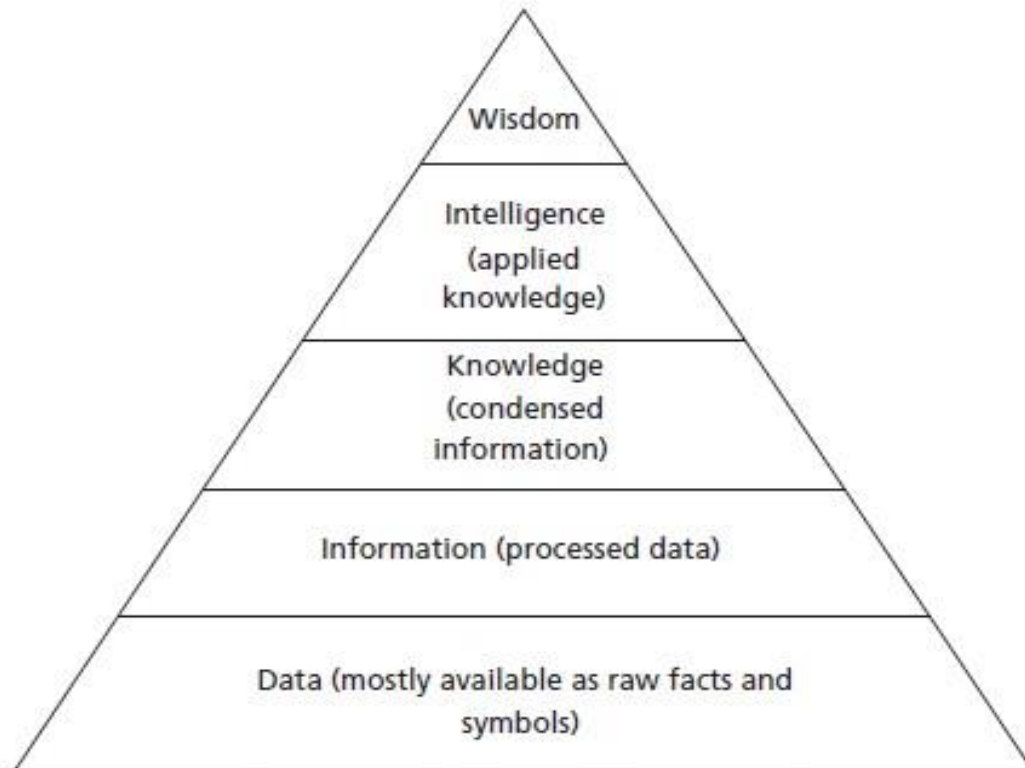 Wisdom
Intelligence
(applied
knowledge)
Knowledge
(condensed
information)
Information (processed data)
Data (mostly available as raw facts and
symbols)